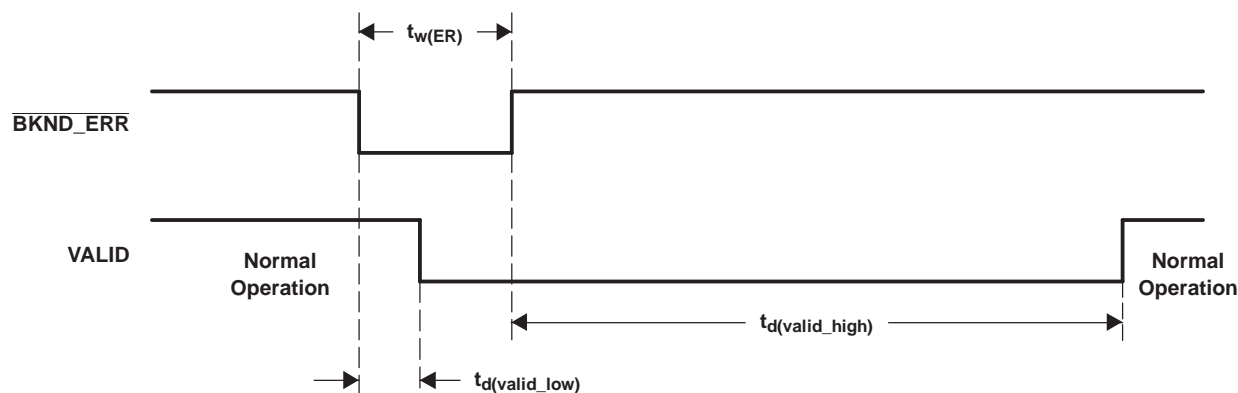 tw(ER)
BKND_ERR
VALID
Normal
Operation
Normal
Operation
td(valid_high)
td(valid_low)